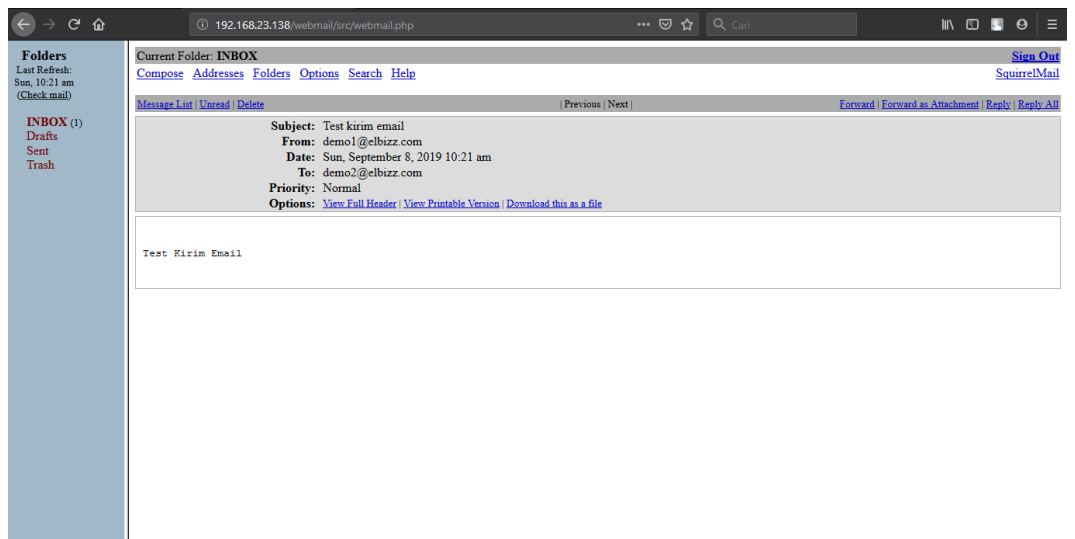 192.168.23.138/webmail/src/webmail.php
Cari
Folders
Last Refresh:
Sun, 10:21 am
(Check mail)
INBOX (1)
Drafts
Sent
Trash
Current Folder: INBOX
Sign Out
Compose Addresses Folders Options Search Help
SquirrelMail
Message List | Unread | Delete
| Previous | Next |
Forward | Forward as Attachment | Reply | Reply All
Subject: Test kirim email
From: demo1@elbizz.com
Date: Sun, September 8, 2019 10:21 am
To: demo2@elbizz.com
Priority: Normal
Options: View Full Header | View Printable Version | Download this as a file
Test Kirim Email